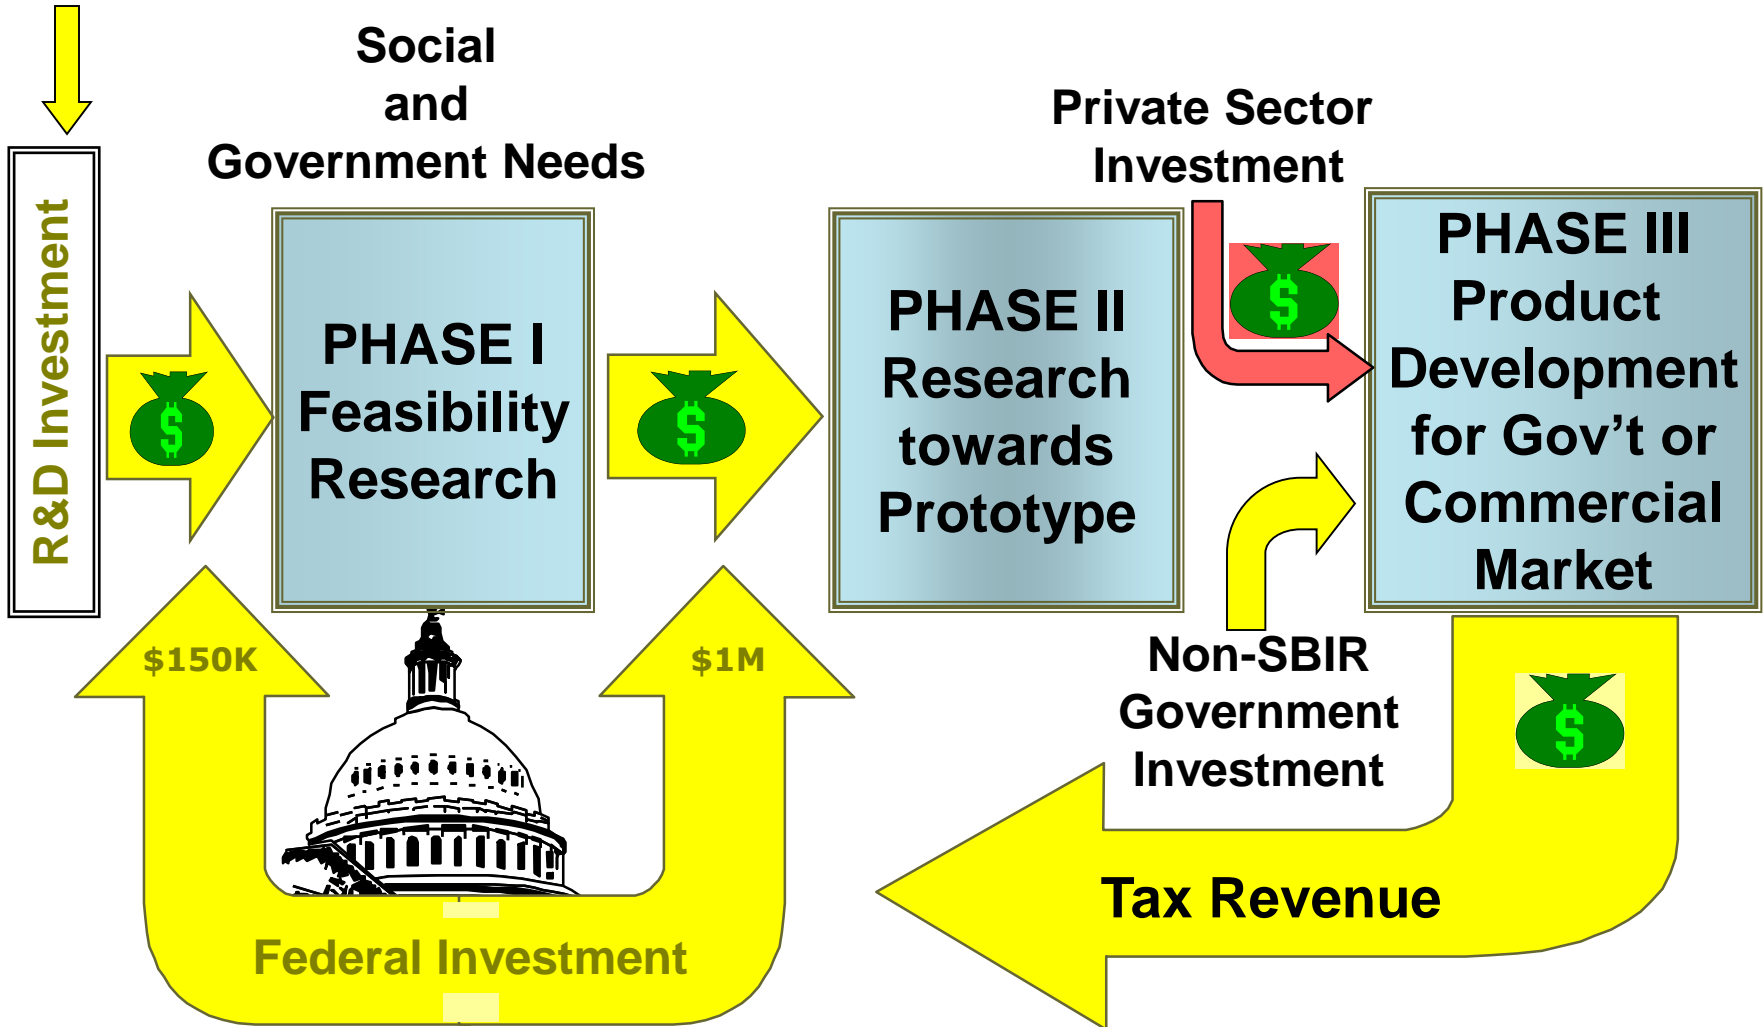 Social
and
Government Needs
Private Sector
Investment
R&D Investment
$
PHASE I
Feasibility
Research
$
PHASE II
Research
towards
Prototype
$
PHASE III
Product
Development
for Gov't or
Commercial
Market
$150K
$1M
Non-SBIR
Government
Investment
$
Tax Revenue
Federal Investment